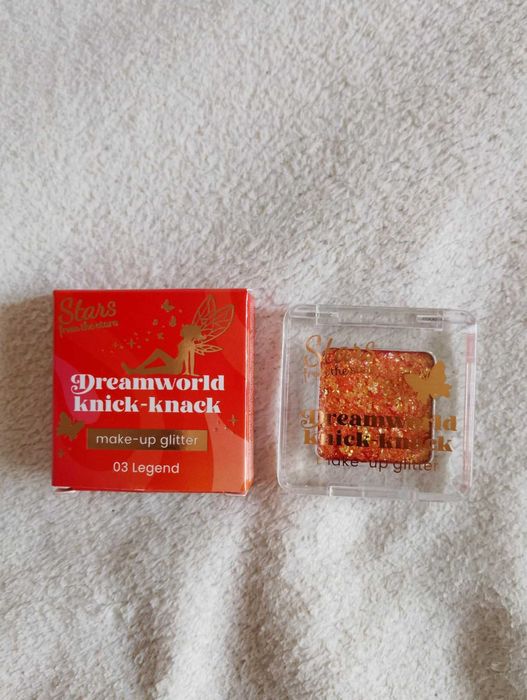 Stars
from the stars
Dreamworld
knick-knack
make-up glitter
03 Legend
Stars
from the stars
Dreamworld
knick-knack
make-up glitter